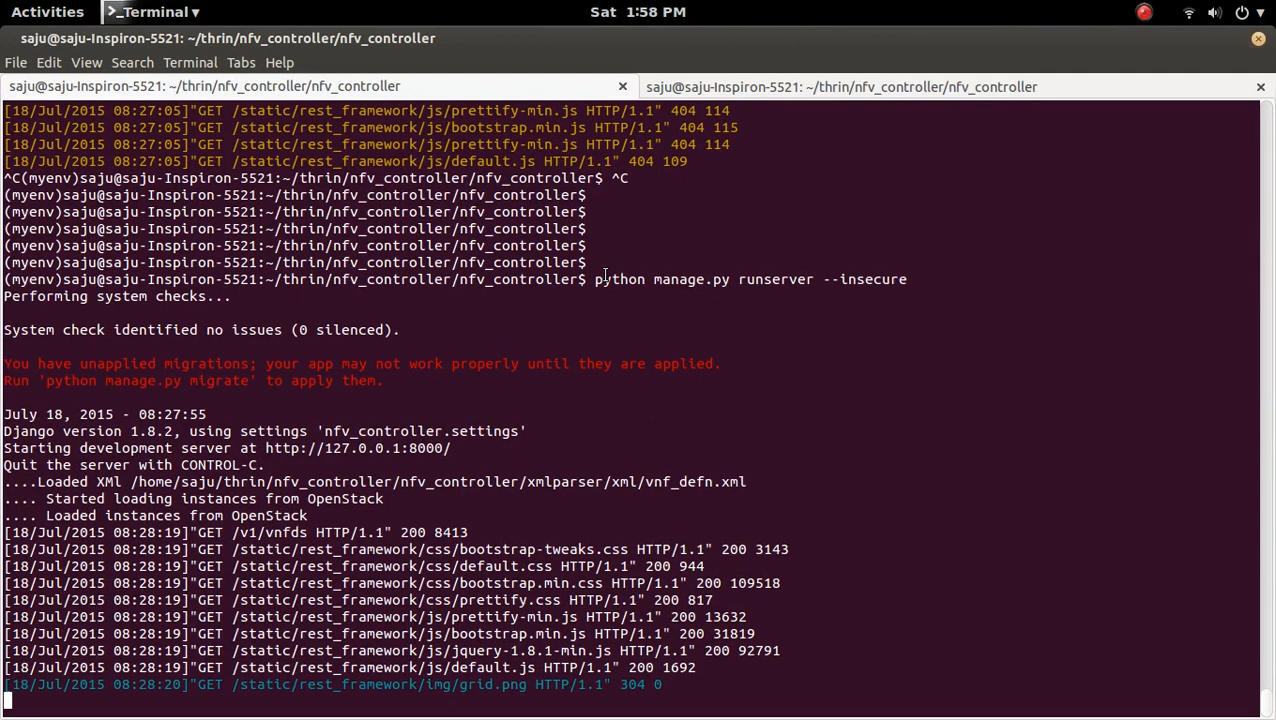 Activities Terminal Sat 1:58 PM
saju@saju-Inspiron-5521: ~/thrin/nfv_controller/nfv_controller
File Edit View Search Terminal Tabs Help
saju@saju-Inspiron-5521: ~/thrin/nfv_controller/nfv_controller saju@saju-Inspiron-5521: ~/thrin/nfv_controller/nfv_controller
[18/Jul/2015 08:27:05]"GET /static/rest_framework/js/prettify-min.js HTTP/1.1" 404 114
[18/Jul/2015 08:27:05]"GET /static/rest_framework/js/bootstrap.min.js HTTP/1.1" 404 115
[18/Jul/2015 08:27:05]"GET /static/rest_framework/js/prettify-min.js HTTP/1.1" 404 114
[18/Jul/2015 08:27:05]"GET /static/rest_framework/js/default.js HTTP/1.1" 404 109
^C(myenv)saju@saju-Inspiron-5521:~/thrin/nfv_controller/nfv_controller$ ^C
(myenv)saju@saju-Inspiron-5521:~/thrin/nfv_controller/nfv_controller$
(myenv)saju@saju-Inspiron-5521:~/thrin/nfv_controller/nfv_controller$
(myenv)saju@saju-Inspiron-5521:~/thrin/nfv_controller/nfv_controller$
(myenv)saju@saju-Inspiron-5521:~/thrin/nfv_controller/nfv_controller$
(myenv)saju@saju-Inspiron-5521:~/thrin/nfv_controller/nfv_controller$
(myenv)saju@saju-Inspiron-5521:~/thrin/nfv_controller/nfv_controller$ python manage.py runserver --insecure
Performing system checks...
System check identified no issues (0 silenced).
You have unapplied migrations; your app may not work properly until they are applied.
Run 'python manage.py migrate' to apply them.
July 18, 2015 - 08:27:55
Django version 1.8.2, using settings 'nfv_controller.settings'
Starting development server at http://127.0.0.1:8000/
Quit the server with CONTROL-C.
....Loaded XMl /home/saju/thrin/nfv_controller/nfv_controller/xmlparser/xml/vnf_defn.xml
.... Started loading instances from OpenStack
.... Loaded instances from OpenStack
[18/Jul/2015 08:28:19]"GET /v1/vnfds HTTP/1.1" 200 8413
[18/Jul/2015 08:28:19]"GET /static/rest_framework/css/bootstrap-tweaks.css HTTP/1.1" 200 3143
[18/Jul/2015 08:28:19]"GET /static/rest_framework/css/default.css HTTP/1.1" 200 944
[18/Jul/2015 08:28:19]"GET /static/rest_framework/css/bootstrap.min.css HTTP/1.1" 200 109518
[18/Jul/2015 08:28:19]"GET /static/rest_framework/css/prettify.css HTTP/1.1" 200 817
[18/Jul/2015 08:28:19]"GET /static/rest_framework/js/prettify-min.js HTTP/1.1" 200 13632
[18/Jul/2015 08:28:19]"GET /static/rest_framework/js/bootstrap.min.js HTTP/1.1" 200 31819
[18/Jul/2015 08:28:19]"GET /static/rest_framework/js/jquery-1.8.1-min.js HTTP/1.1" 200 92791
[18/Jul/2015 08:28:19]"GET /static/rest_framework/js/default.js HTTP/1.1" 200 1692
[18/Jul/2015 08:28:20]"GET /static/rest_framework/img/grid.png HTTP/1.1" 304 0